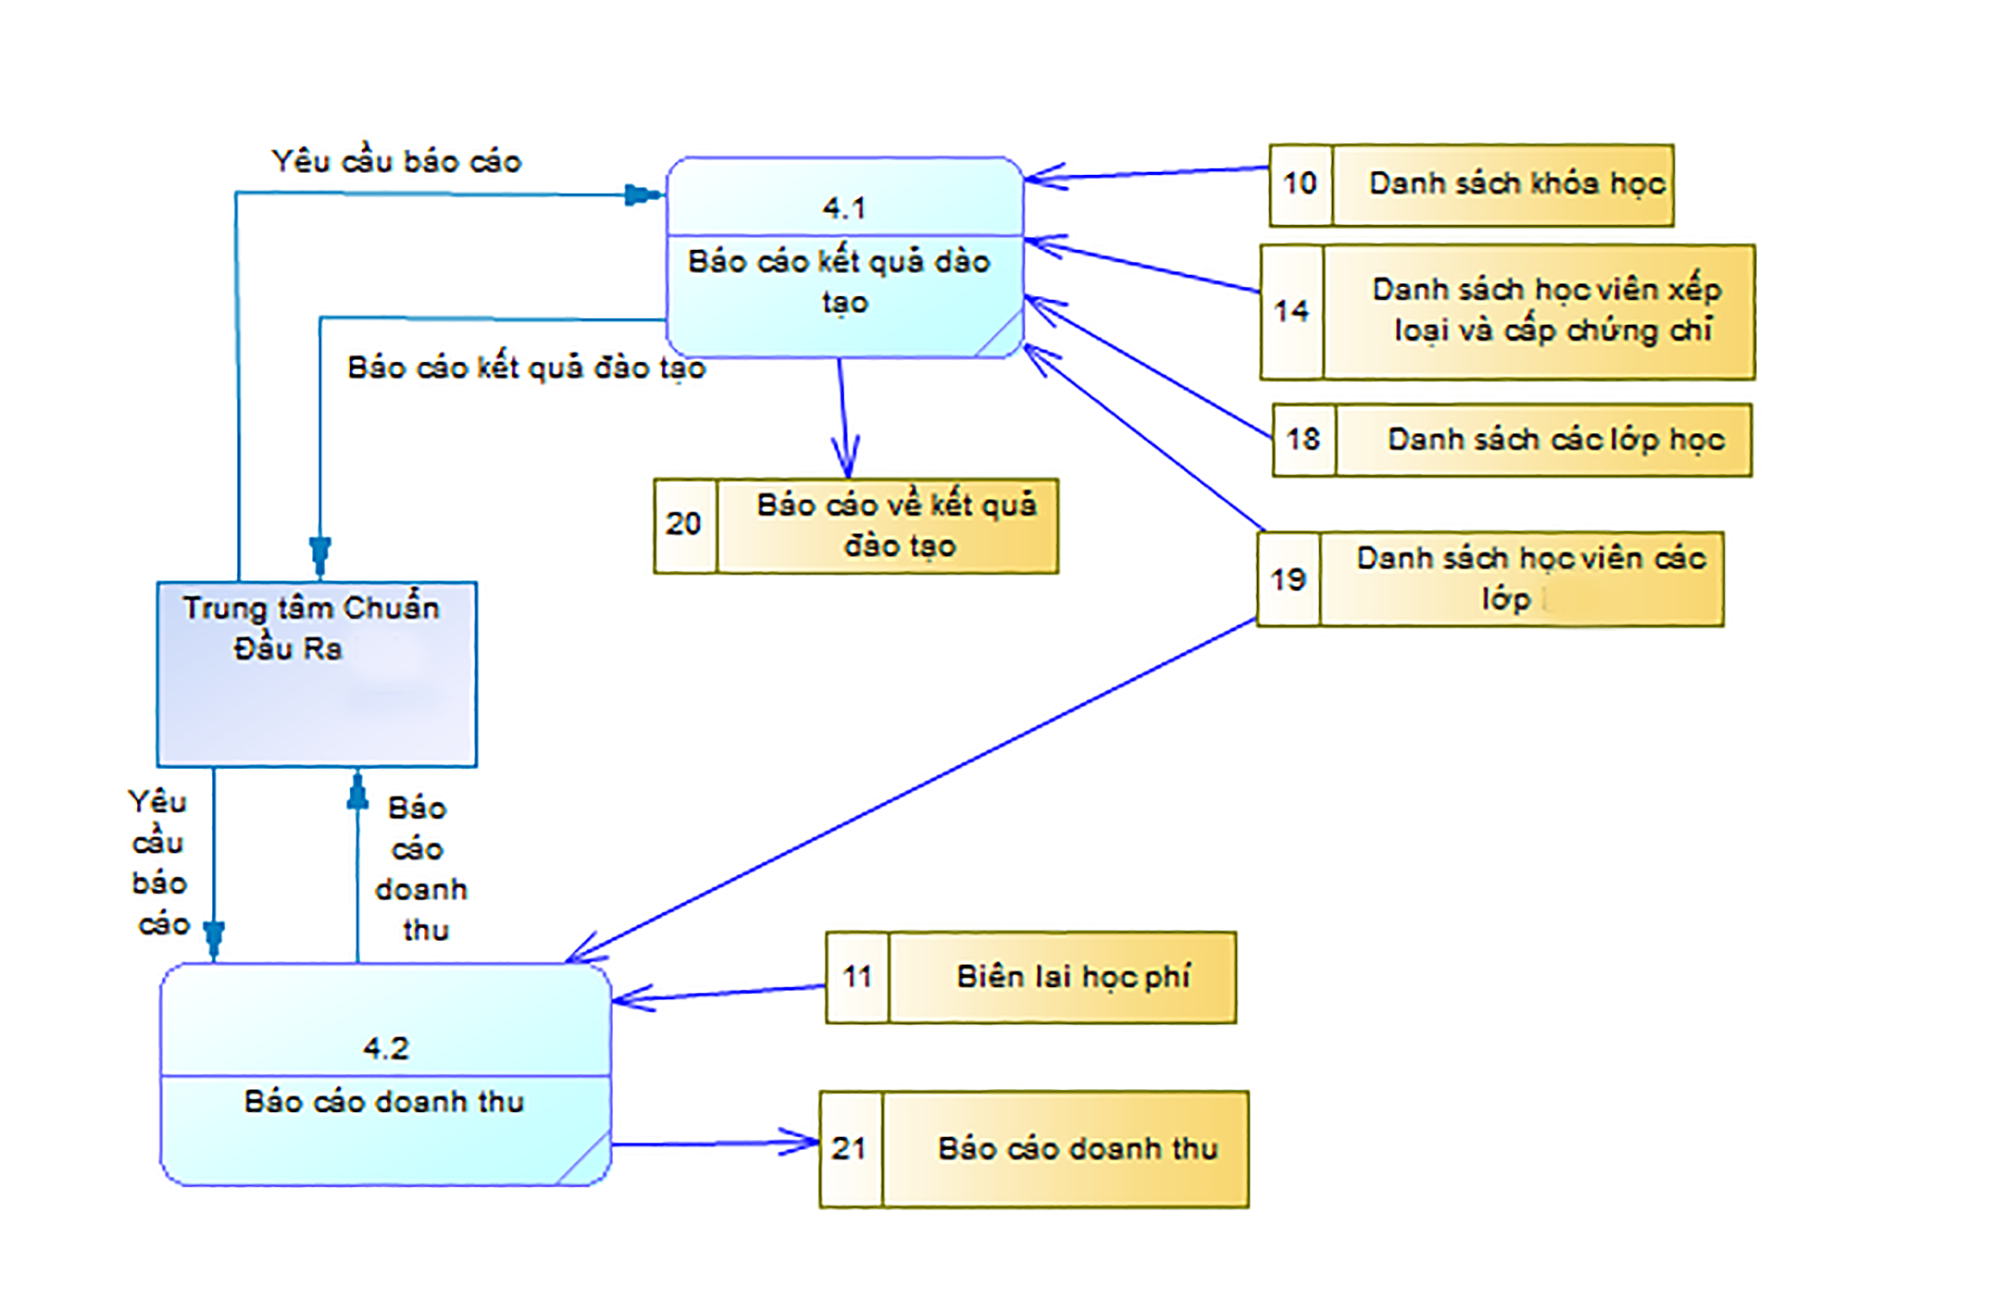 Yêu cầu báo cáo
4.1
Báo cáo kết quả dào
tạo
Báo cáo kết quả đào tạo
10
Danh sách khóa học
14
Danh sách học viên xếp
loại và cấp chứng chỉ
18
Danh sách các lớp học
20
Báo cáo về kết quả
đào tạo
19
Danh sách học viên các
lớp
Trung tâm Chuẩn
Đầu Ra
Yêu
cầu
báo
cáo
Báo
cáo
doanh
thu
11
Biên lai học phí
4.2
Báo cáo doanh thu
21
Báo cáo doanh thu